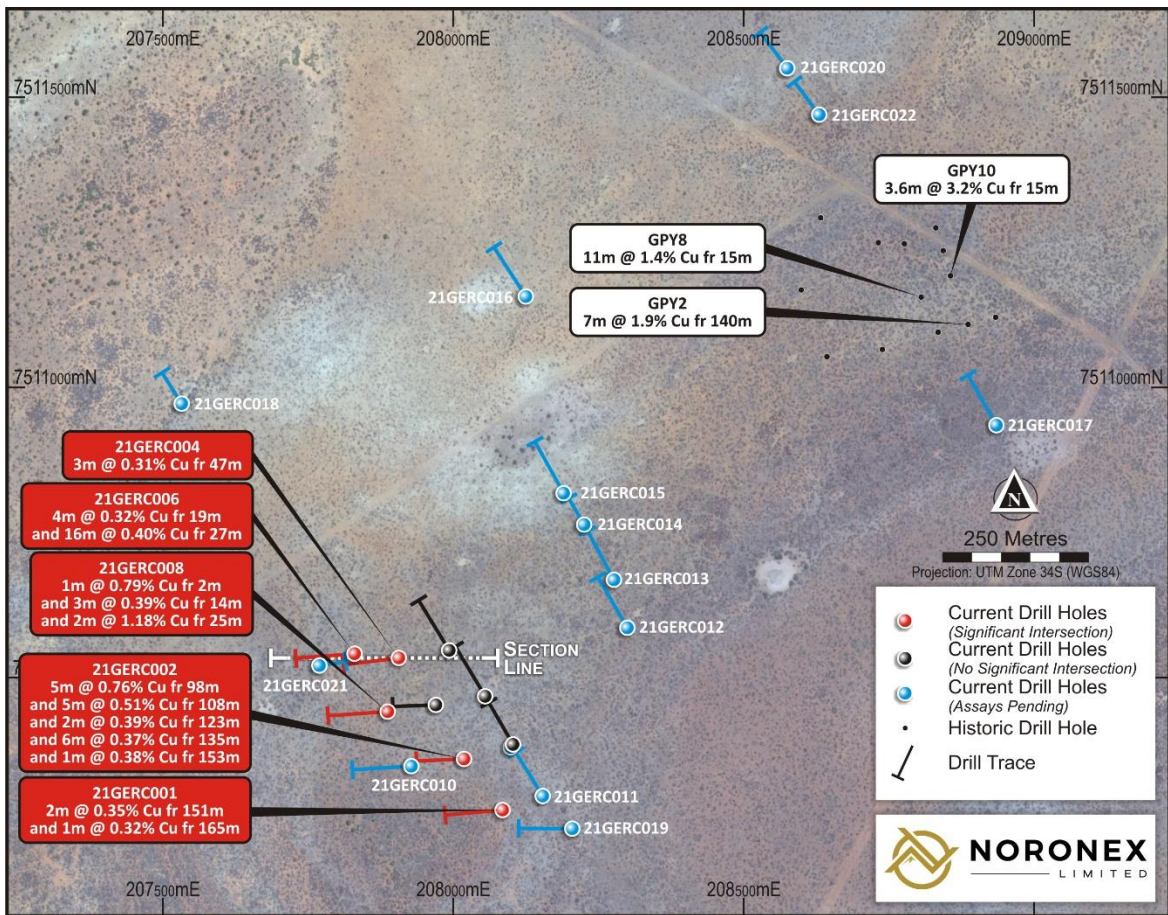 207500mE
208000mE
208500mE
209000mE
7511500mN
7511500mN
21GERC020
21GERC022
GPY10
3.6m @ 3.2% Cu fr 15m
GPY8
11m @ 1.4% Cu fr 15m
21GERC016
GPY2
7m @ 1.9% Cu fr 140m
7511000mN
7511000mN
21GERC018
21GERC017
21GERC004
3m @ 0.31% Cu fr 47m
21GERC006
4m @ 0.32% Cu fr 19m
and 16m @ 0.40% Cu fr 27m
21GERC008
1m @ 0.79% Cu fr 2m
and 3m @ 0.39% Cu fr 14m
and 2m @ 1.18% Cu fr 25m
21GERC002
5m @ 0.76% Cu fr 98m
and 5m @ 0.51% Cu fr 108m
and 2m @ 0.39% Cu fr 123m
and 6m @ 0.37% Cu fr 135m
and 1m @ 0.38% Cu fr 153m
21GERC001
2m @ 0.35% Cu fr 151m
and 1m @ 0.32% Cu fr 165m
21GERC015
21GERC014
21GERC013
21GERC012
SECTION
LINE
21GERC021
21GERC010
21GERC011
21GERC019
N
250 Metres
Projection: UTM Zone 34S (WGS84)
Current Drill Holes
(Significant Intersection)
Current Drill Holes
(No Significant Intersection)
Current Drill Holes
(Assays Pending)
Historic Drill Hole
Drill Trace
NORONEX
LIMITED
207500mE
208000mE
208500mE
209000mE